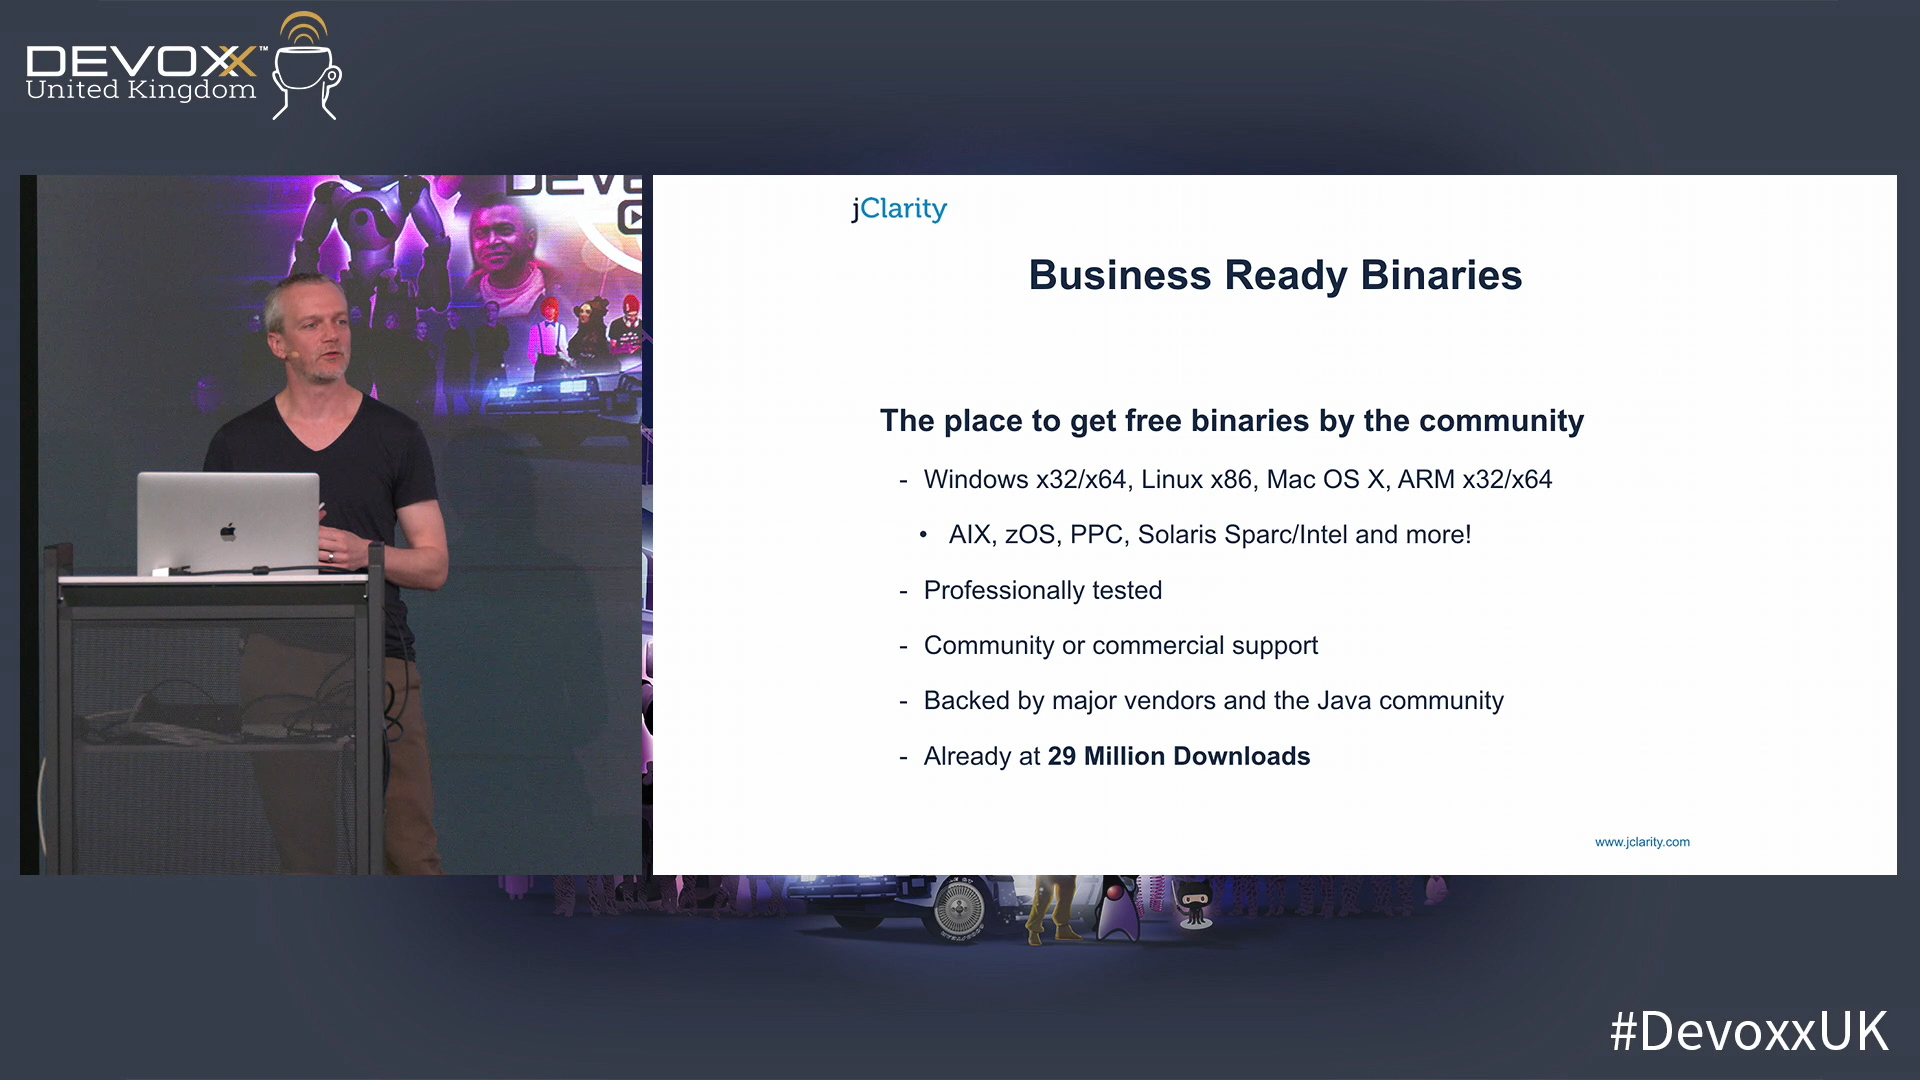 DEVOXX™
United Kingdom
DEVO
jClarity
Business Ready Binaries
The place to get free binaries by the community
- Windows x32/x64, Linux x86, Mac OS X, ARM x32/x64
• AIX, zOS, PPC, Solaris Sparc/Intel and more!
- Professionally tested
- Community or commercial support
- Backed by major vendors and the Java community
- Already at 29 Million Downloads
www.jclarity.com
#DevoxxUK